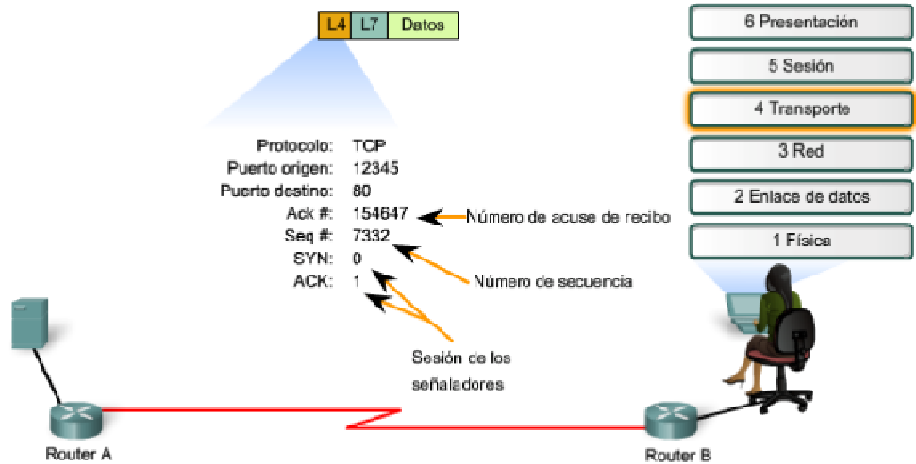 L4 L7 Datos
Protocolo: TCP
Puerto origen: 12345
Puerto destino: 80
Ack #: 154647
Seq #: 7332
SYN: 0
ACK: 1
Número de acuse de recibo
Número de secuencia
Sesión de los
señaladores
6 Presentación
5 Sesión
4 Transporte
3 Red
2 Enlace de datos
1 Física
Router A
Router B